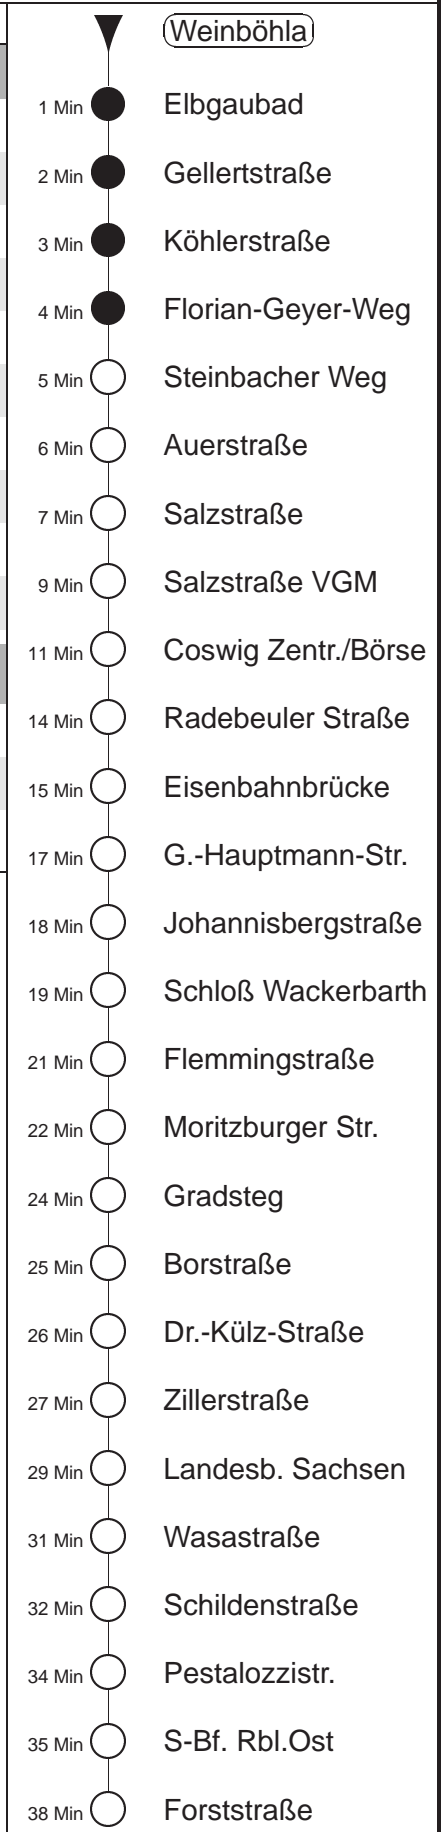 Weinböhla
1 Min Elbgaubad
2 Min Gellertstraße
3 Min Köhlerstraße
4 Min Florian-Geyer-Weg
5 Min Steinbacher Weg
6 Min Auerstraße
7 Min Salzstraße
9 Min Salzstraße VGM
11 Min Coswig Zentr./Börse
14 Min Radebeuler Straße
15 Min Eisenbahnbrücke
17 Min G.-Hauptmann-Str.
18 Min Johannisbergstraße
19 Min Schloß Wackerbarth
21 Min Flemmingstraße
22 Min Moritzburger Str.
24 Min Gradsteg
25 Min Borstraße
26 Min Dr.-Külz-Straße
27 Min Zillerstraße
29 Min Landesb. Sachsen
31 Min Wasastraße
32 Min Schildenstraße
34 Min Pestalozzistr.
35 Min S-Bf. Rbl.Ost
38 Min Forststraße